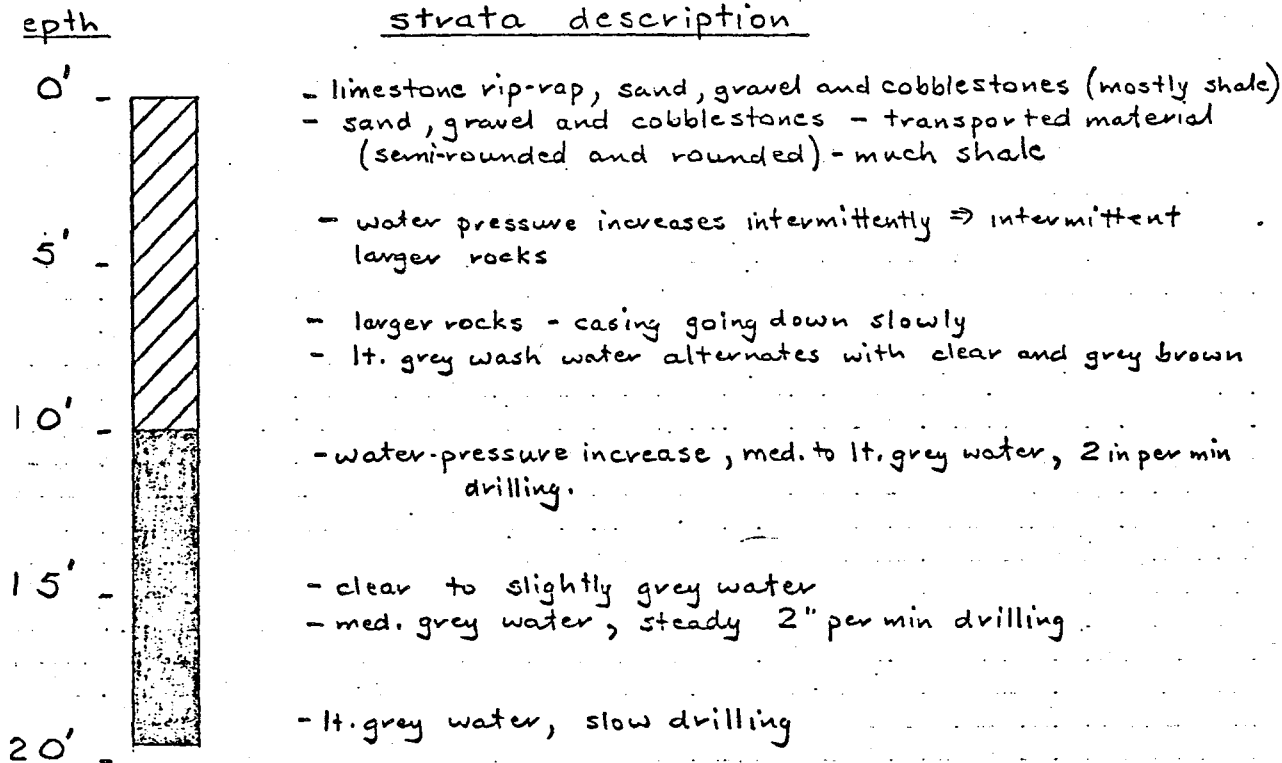 epth strata description
0' - - limestone rip-rap, sand, gravel and cobblestones (mostly shale)
- sand, gravel and cobblestones - transported material
(semi-rounded and rounded) - much shale
- water pressure increases intermittently ⇒ intermittent
5' - larger rocks
- larger rocks - casing going down slowly
- lt. grey wash water alternates with clear and grey brown
10' -
- water-pressure increase, med. to lt. grey water, 2 in per min
drilling.
15' - - clear to slightly grey water
- med. grey water, steady 2" per min drilling.
- lt. grey water, slow drilling
20' -